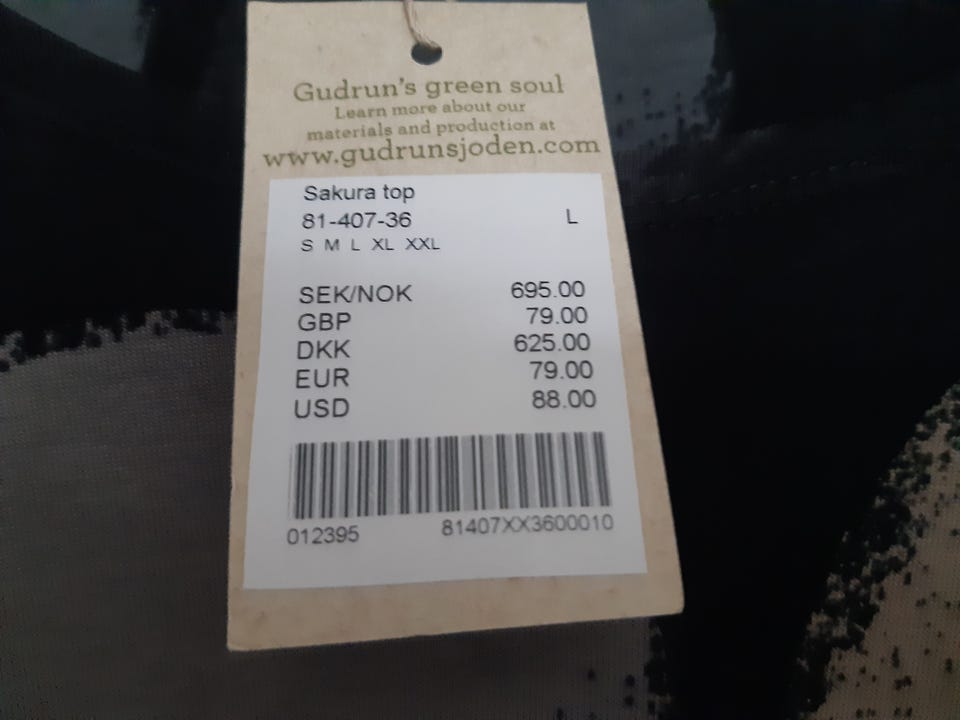 Gudrun's green soul
Learn more about our
materials and production at
www.gudrunsjoden.com
Sakura top
81-407-36 L
S M L XL XXL
SEK/NOK 695.00
GBP 79.00
DKK 625.00
EUR 79.00
USD 88.00
012395 81407XX3600010